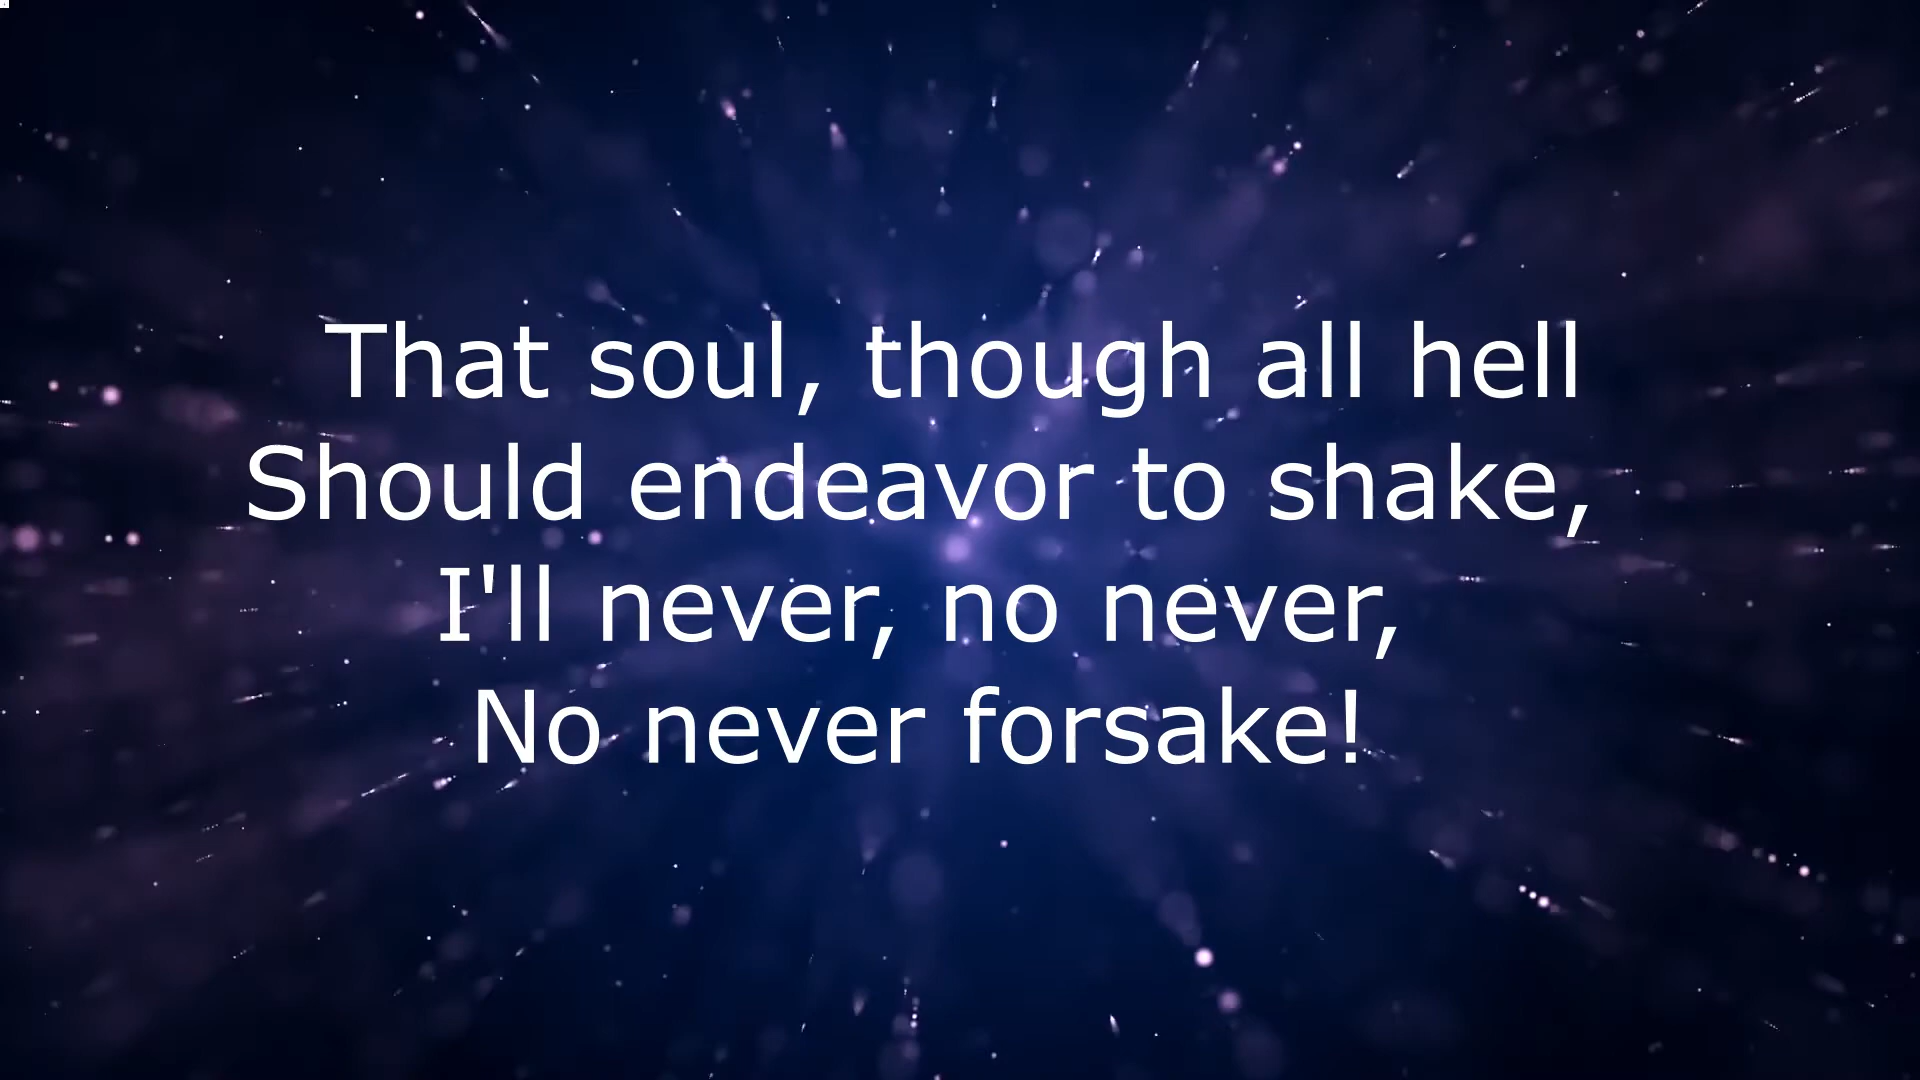 That soul, though all hell
Should endeavor to shake,
I'll never, no never,
No never forsake!